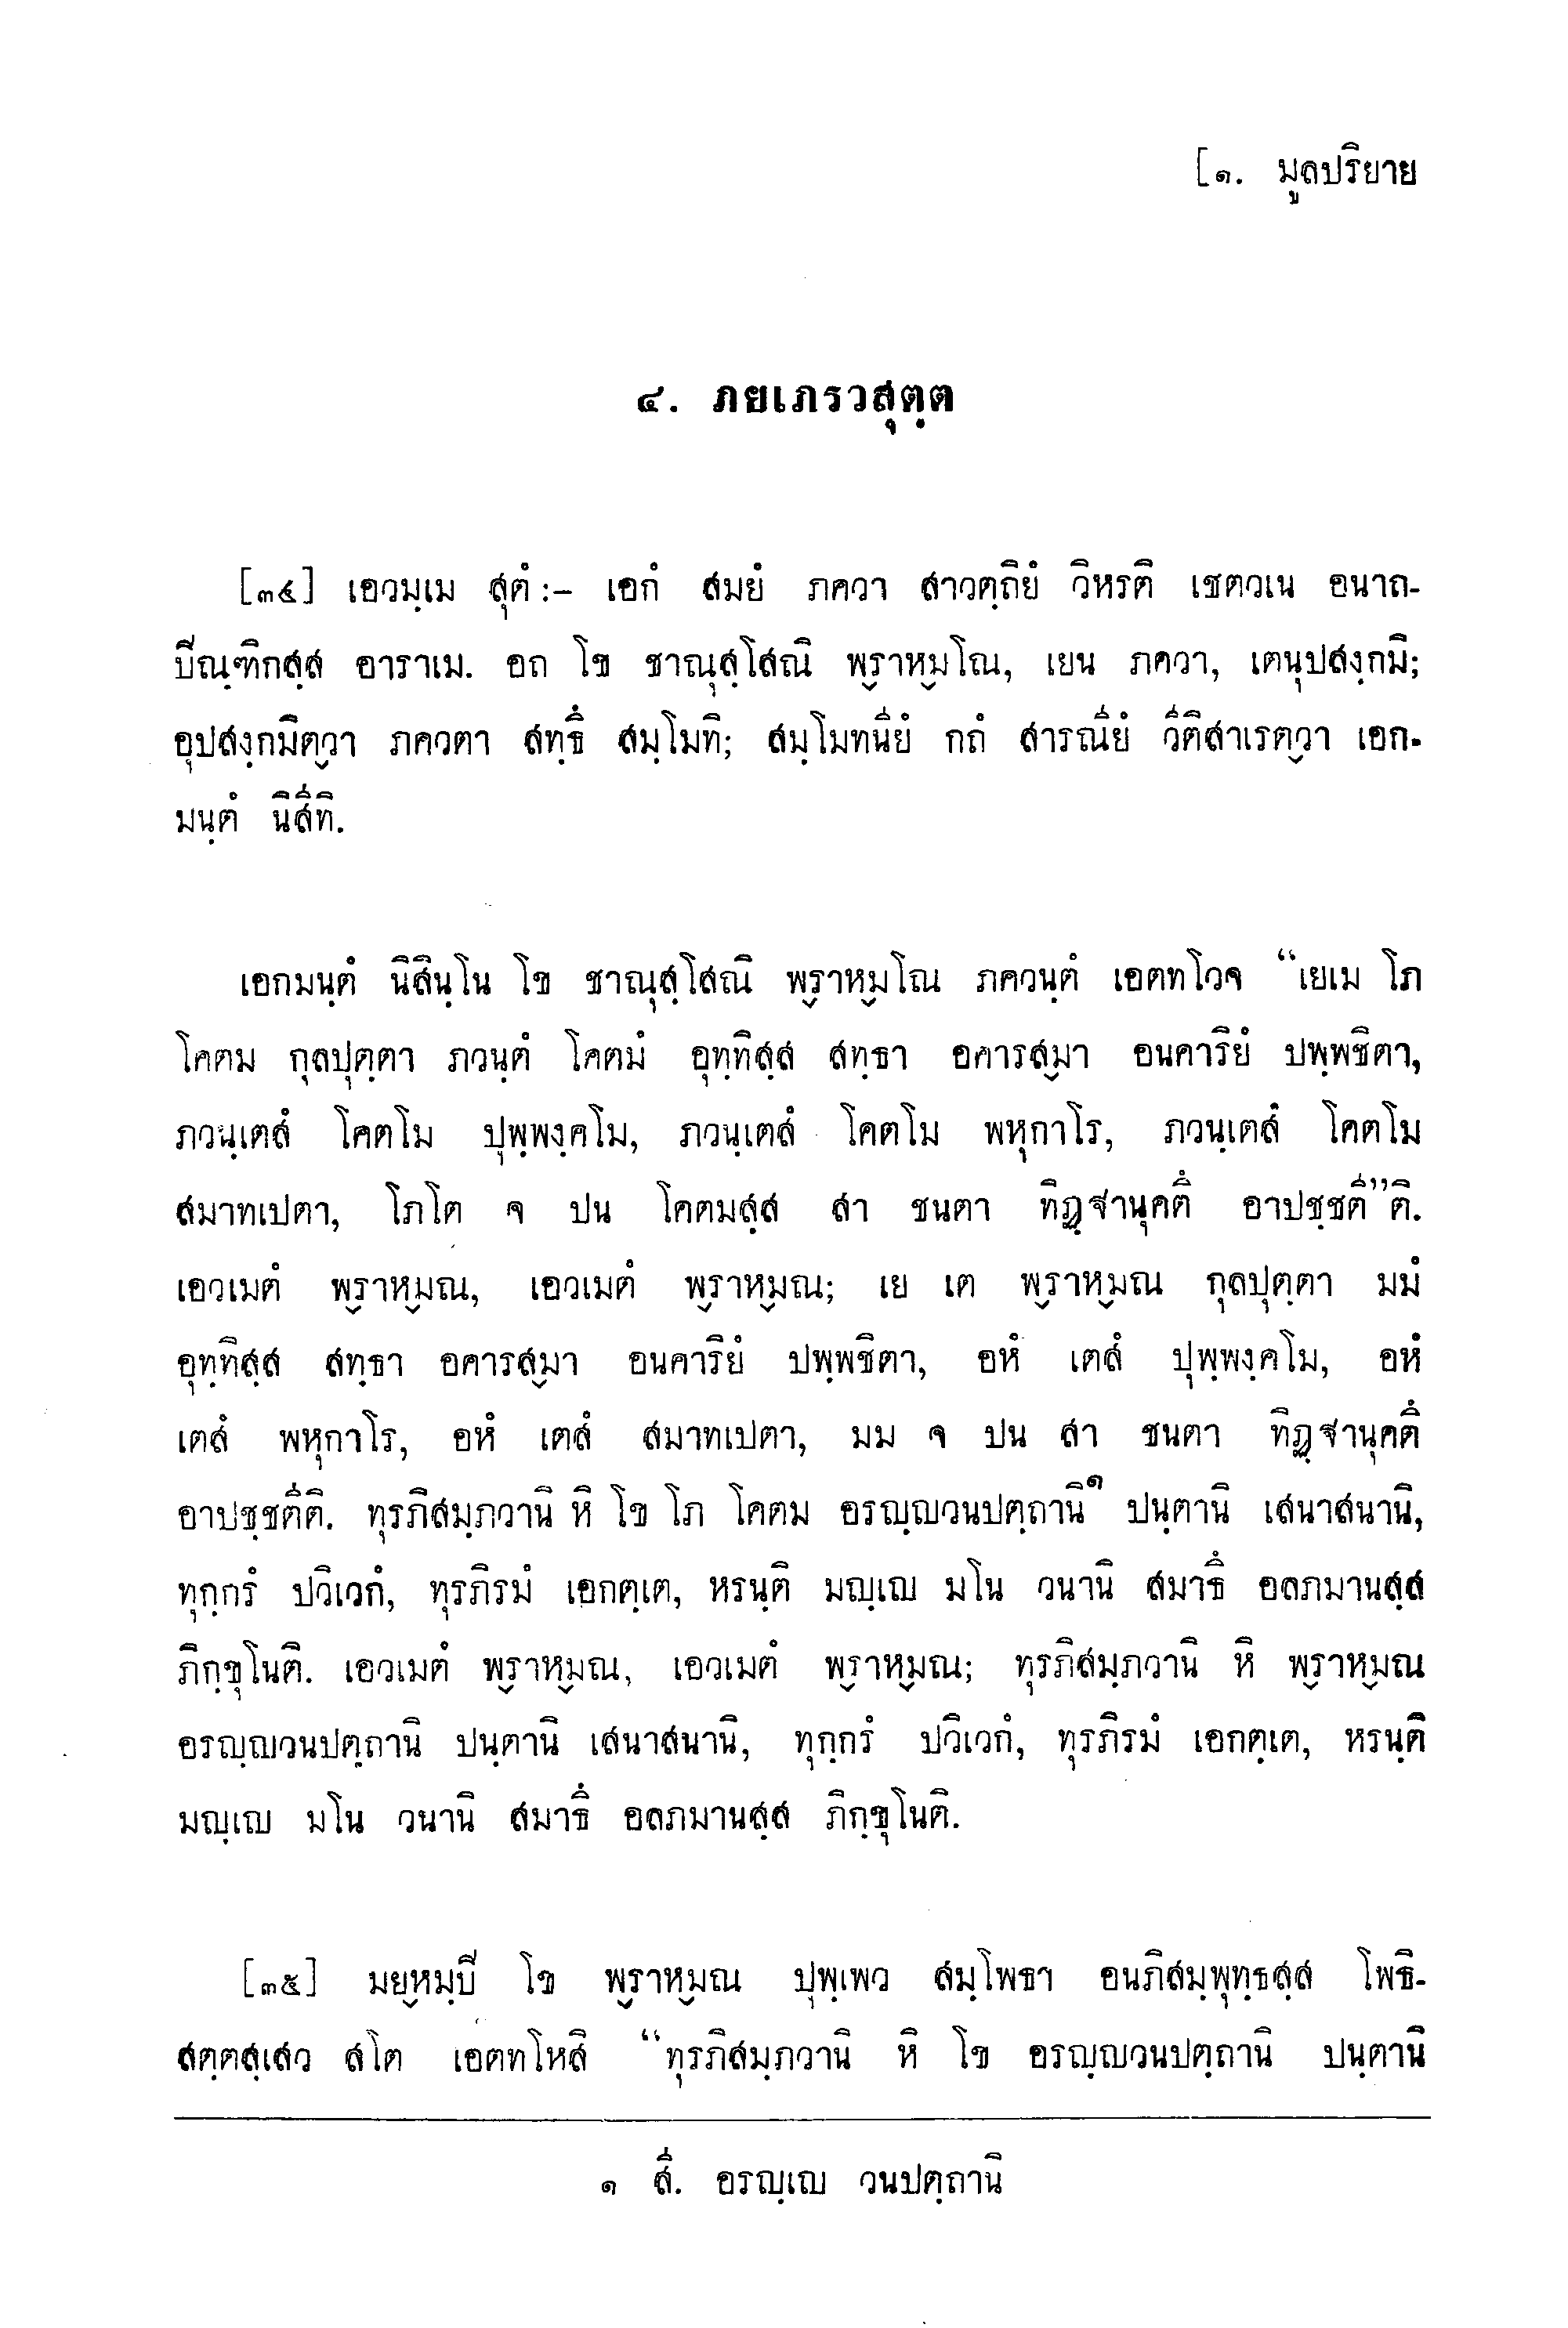 [๑. มูลปริยาย
๔. ภยเภรวสุตฺต
[๓๔] เอวมฺเม สุตํ :- เอกํ สมยํ ภควา สาวตฺถิยํ วิหรติ เชตวเน อนาถ-
ปิณฺฑิกสฺส อาราเม. อถ โข ชาณุสฺโสณิ พ๎ราห๎มโณ, เยน ภควา, เตนุปสงฺกมิ;
อุปสงฺกมิต๎วา ภควตา สทฺธึ สมฺโมทิ; สมฺโมทนียํ กถํ สารณียํ วีติสาเรต๎วา เอก-
มนฺตํ นิสีทิ.
เอกมนฺตํ นิสินฺโน โข ชาณุสฺโสณิ พ๎ราห๎มโณ ภควนฺตํ เอตทโวจ “เยเม โภ
โคตม กุลปุตฺตา ภวนฺตํ โคตมํ อุทฺทิสฺส สทฺธา อคารส๎มา อนคาริยํ ปพฺพชิตา,
ภวนฺเตสํ โคตโม ปุพฺพงฺคโม, ภวนฺเตสํ โคตโม พหุกาโร, ภวนฺเตสํ โคตโม
สมาทเปตา, โภโต จ ปน โคตมสฺส สา ชนตา ทิฏฺฐานุคตึ อาปชฺชตี”ติ.
เอวเมตํ พ๎ราห๎มณ, เอวเมตํ พ๎ราห๎มณ; เย เต พ๎ราห๎มณ กุลปุตฺตา มมํ
อุทฺทิสฺส สทฺธา อคารส๎มา อนคาริยํ ปพฺพชิตา, อหํ เตสํ ปุพฺพงฺคโม, อหํ
เตสํ พหุกาโร, อหํ เตสํ สมาทเปตา, มม จ ปน สา ชนตา ทิฏฺฐานุคตึ
อาปชฺชตีติ. ทุรภิสมฺภวานิ หิ โข โภ โคตม อรญฺญวนปตฺถานิ๑ ปนฺตานิ เสนาสนานิ,
ทุกฺกรํ ปวิเวกํ, ทุรภิรมํ เอกตฺเต, หรนฺติ มญฺเญ มโน วนานิ สมาธึ อลภมานสฺส
ภิกฺขุโนติ. เอวเมตํ พ๎ราห๎มณ, เอวเมตํ พ๎ราห๎มณ; ทุรภิสมฺภวานิ หิ พ๎ราห๎มณ
อรญฺญวนปตฺถานิ ปนฺตานิ เสนาสนานิ, ทุกฺกรํ ปวิเวกํ, ทุรภิรมํ เอกตฺเต, หรนฺติ
มญฺเญ มโน วนานิ สมาธึ อลภมานสฺส ภิกฺขุโนติ.
[๓๕] มย๎หมฺปิ โข พ๎ราห๎มณ ปุพฺเพว สมฺโพธา อนภิสมฺพุทฺธสฺส โพธิ-
สตฺตสฺเสว สโต เอตทโหสิ “ทุรภิสมฺภวานิ หิ โข อรญฺญวนปตฺถานิ ปนฺตานิ
๑ สี. อรญฺเญ วนปตฺถานิ